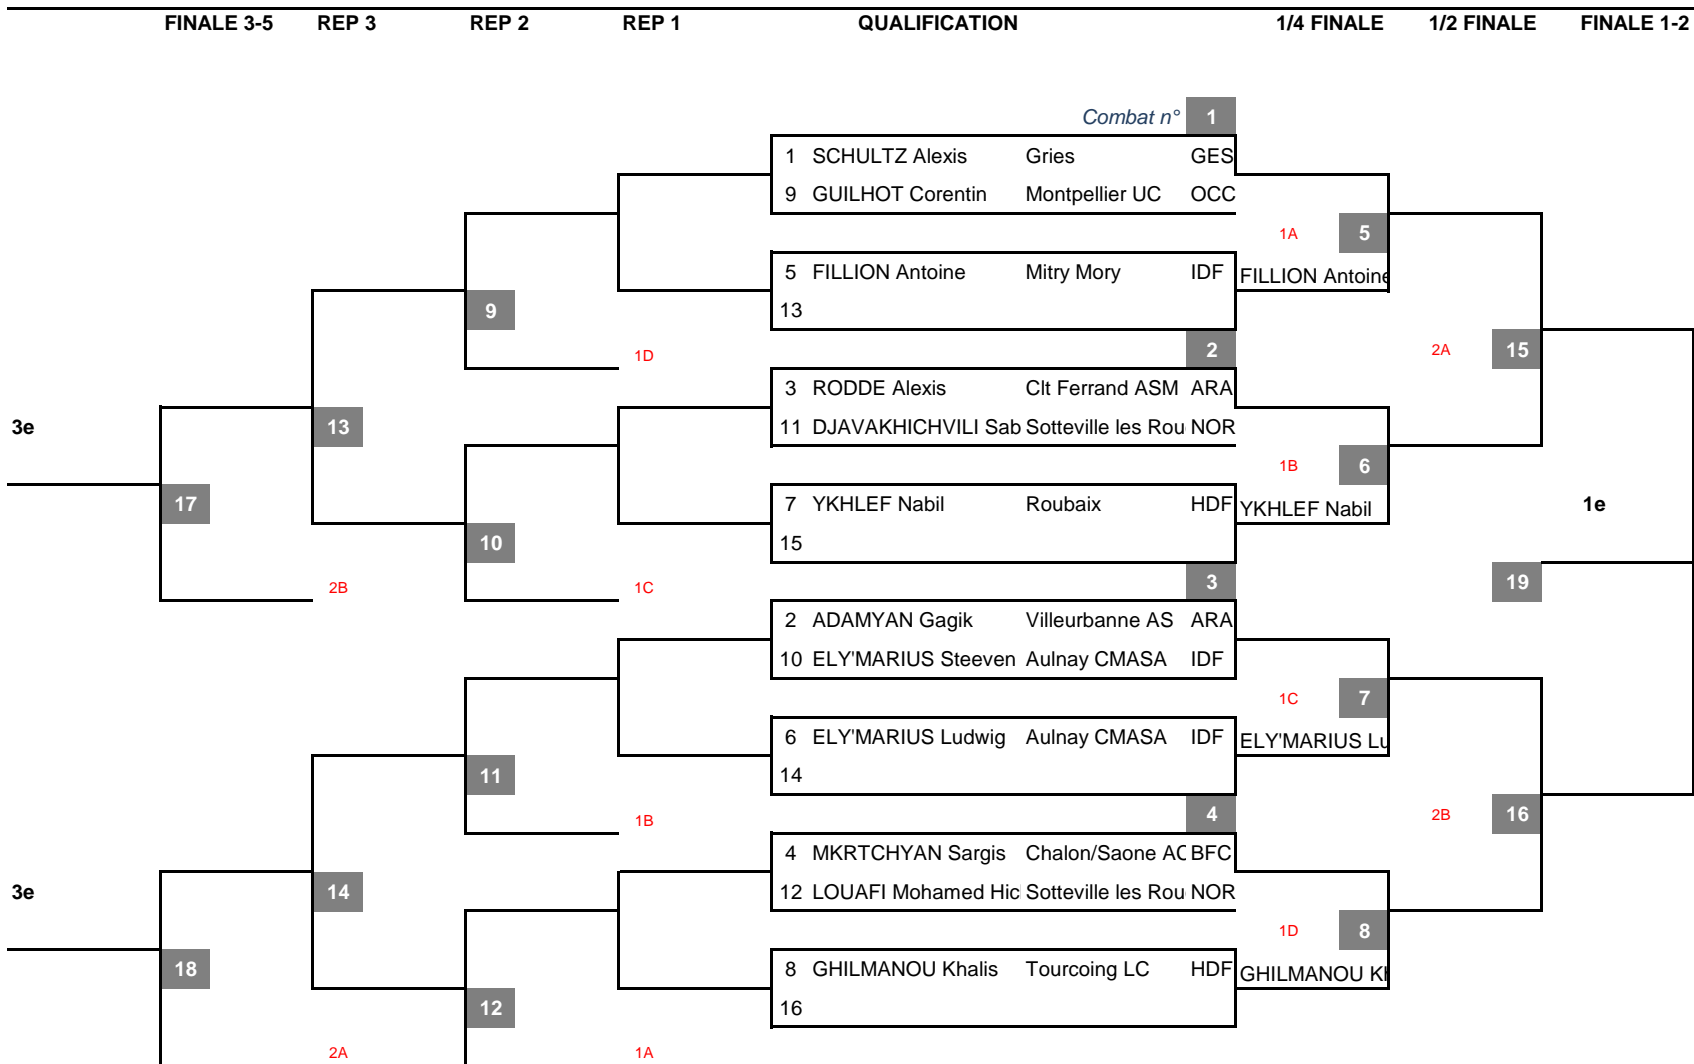 FINALE 3-5 REP 3 REP 2 REP 1 QUALIFICATION 1/4 FINALE 1/2 FINALE FINALE 1-2
Combat n° 1
1 SCHULTZ Alexis Gries GES
9 GUILHOT Corentin Montpellier UC OCC
1A 5
5 FILLION Antoine Mitry Mory IDF FILLION Antoine
9 13
1D 2 2A 15
3 RODDE Alexis Clt Ferrand ASM ARA
3e 13 11 DJAVAKHICHVILI Sab Sotteville les Rou NOR
1B 6
17 7 YKHLEF Nabil Roubaix HDF YKHLEF Nabil 1e
10 15
2B 1C 3 19
2 ADAMYAN Gagik Villeurbanne AS ARA
10 ELY'MARIUS Steeven Aulnay CMASA IDF
1C 7
6 ELY'MARIUS Ludwig Aulnay CMASA IDF ELY'MARIUS Lu
11 14
1B 4 2B 16
4 MKRTCHYAN Sargis Chalon/Saone AC BFC
3e 14 12 LOUAFI Mohamed Hic Sotteville les Rou NOR
1D 8
18 8 GHILMANOU Khalis Tourcoing LC HDF GHILMANOU Kh
12 16
2A 1A